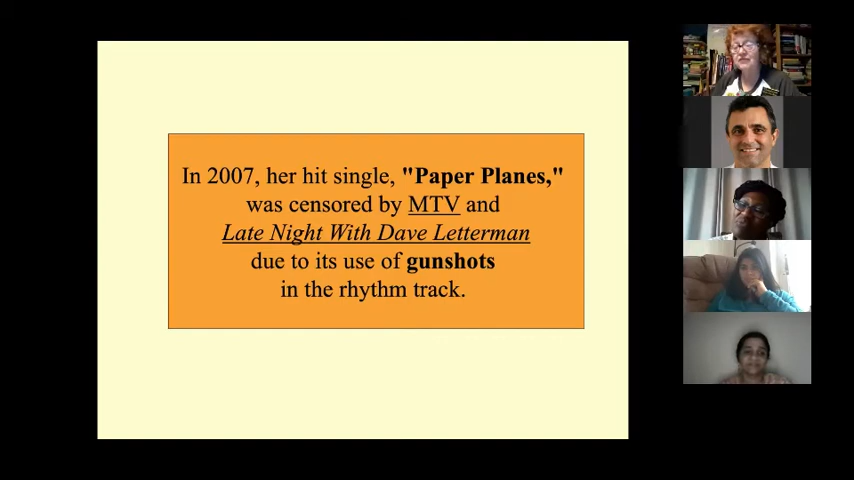 In 2007, her hit single, "Paper Planes,"
was censored by MTV and
Late Night With Dave Letterman
due to its use of gunshots
in the rhythm track.